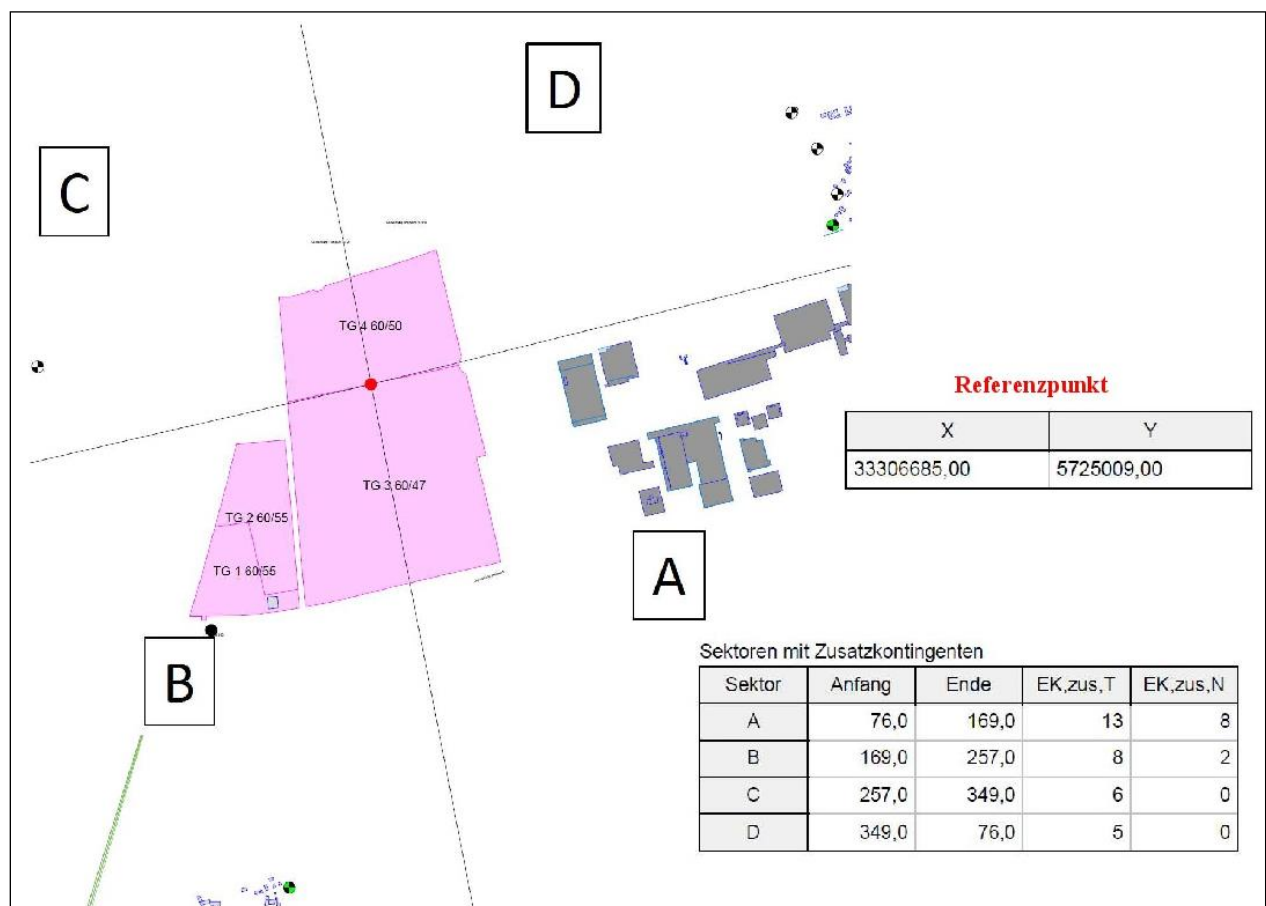 D
C
TG 4 60/50
Referenzpunkt
X Y
33306685,00 5725009,00
TG 3 60/47
TG 2 60/55
TG 1 60/55
A
B
Sektoren mit Zusatzkontingenten
Sektor Anfang Ende EK,zus,T EK,zus,N
A 76,0 169,0 13 8
B 169,0 257,0 8 2
C 257,0 349,0 6 0
D 349,0 76,0 5 0